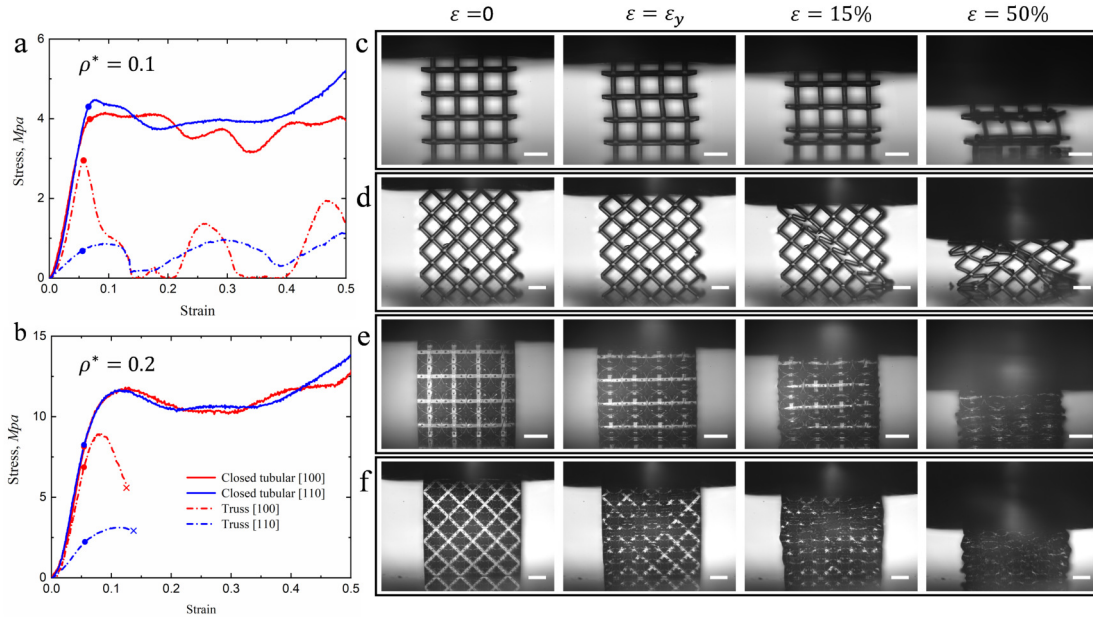 ε = 0
ε = ε_y
ε = 15%
ε = 50%
a
ρ* = 0.1
Stress, Mpa
6
4
2
0
0.0 0.1 0.2 0.3 0.4 0.5
Strain
b
ρ* = 0.2
Stress, Mpa
15
10
5
0
0.0 0.1 0.2 0.3 0.4 0.5
Strain
Closed tubular [100]
Closed tubular [110]
Truss [100]
Truss [110]
c
d
e
f